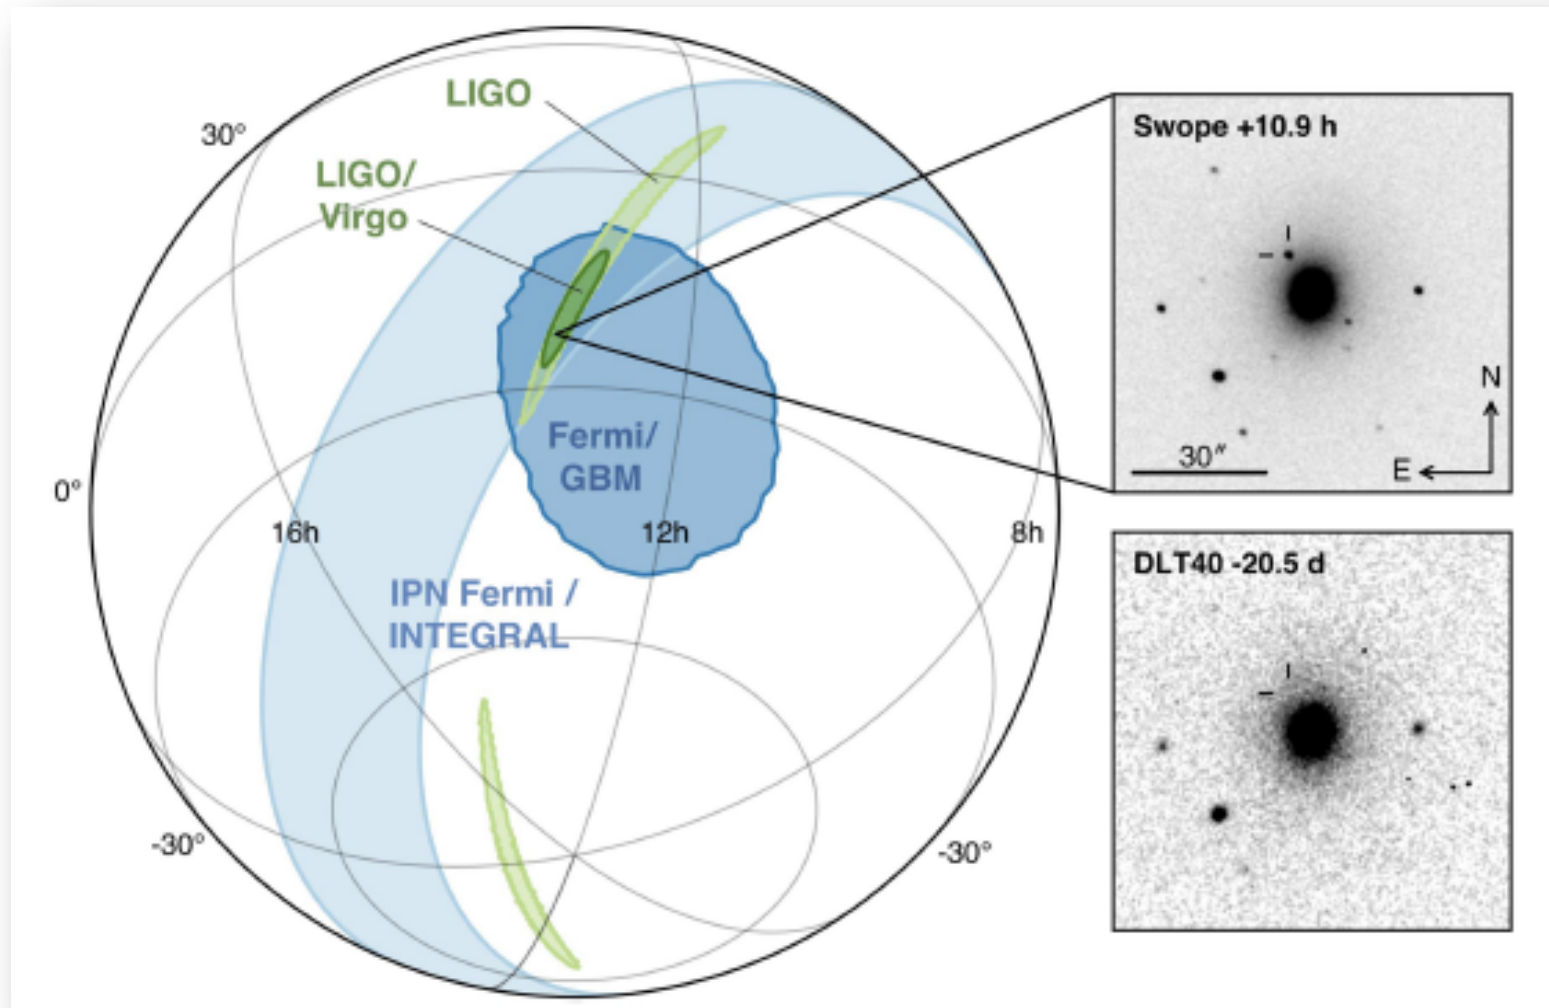 LIGO
30°
LIGO/
Virgo
Fermi/
GBM
0°
16h
12h
8h
IPN Fermi /
INTEGRAL
-30°
-30°
Swope +10.9 h
N
30″
E
DLT40 -20.5 d